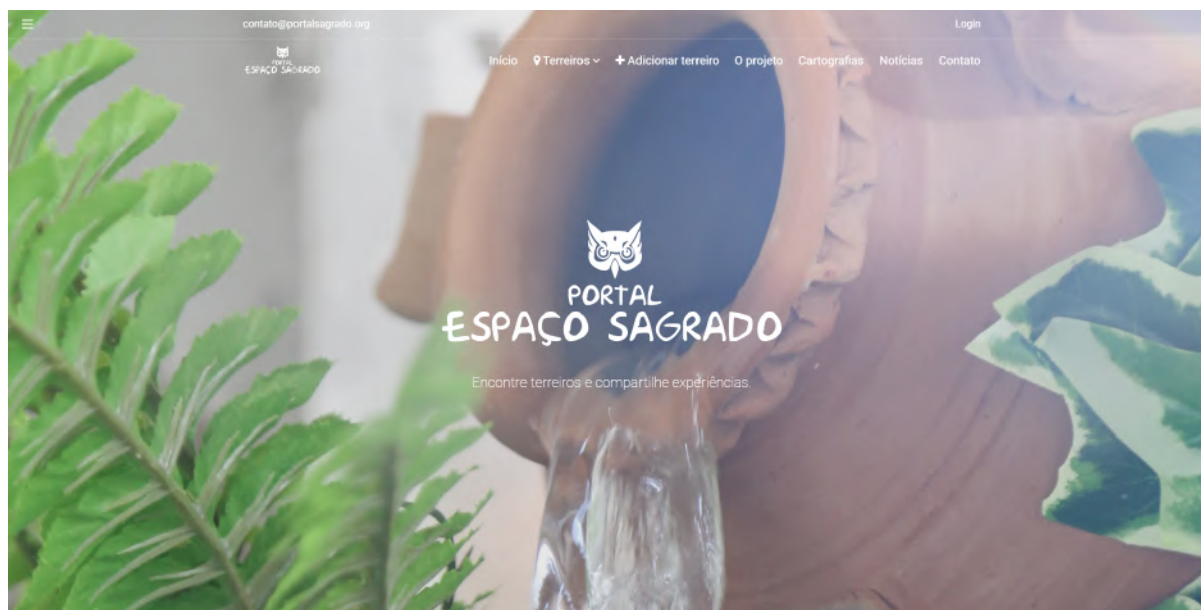 contato@portalsagrado.org
Login
PORTAL
ESPAÇO SAGRADO
Início Terreiros Adicionar terreiro O projeto Cartografias Notícias Contato
PORTAL
ESPAÇO SAGRADO
Encontre terreiros e compartilhe experiências.